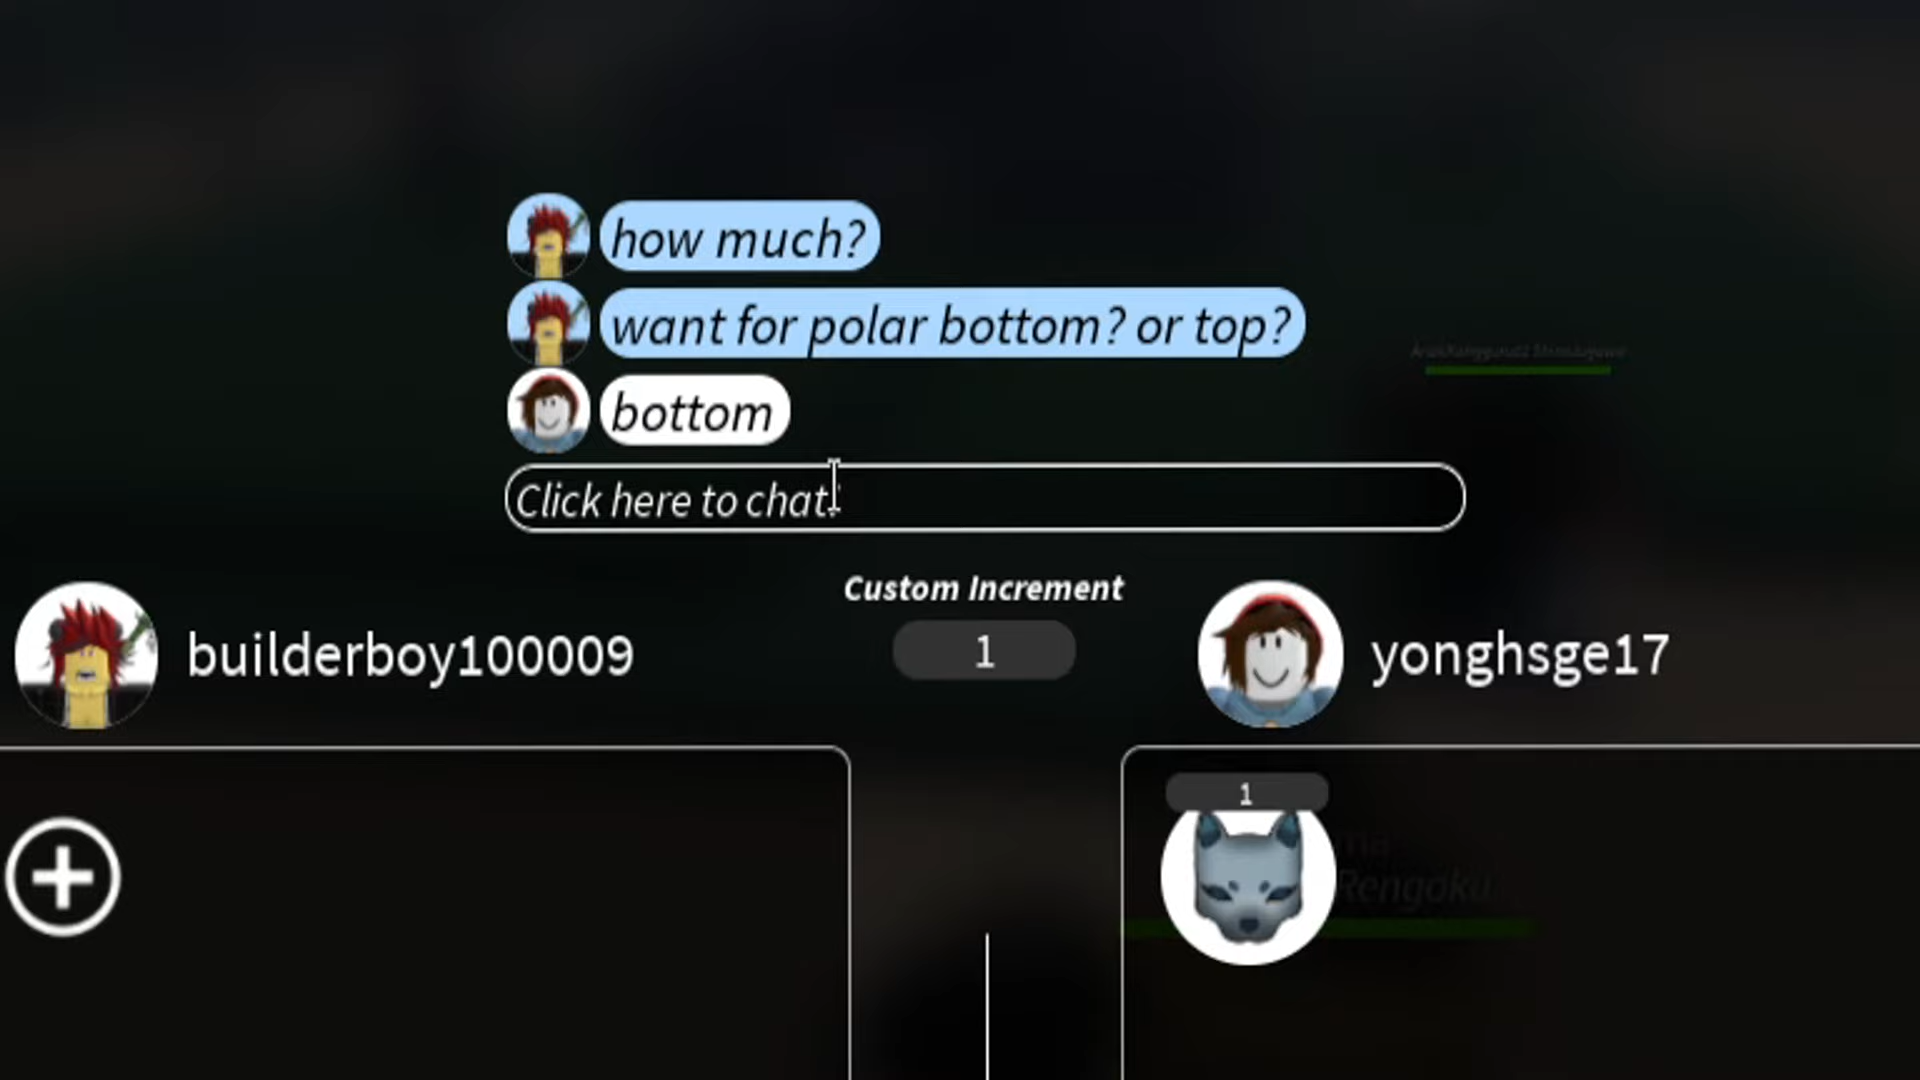 how much?
want for polar bottom? or top?
bottom
Click here to chat!
Custom Increment
builderboy100009
1
yonghsge17
1
Rengoku